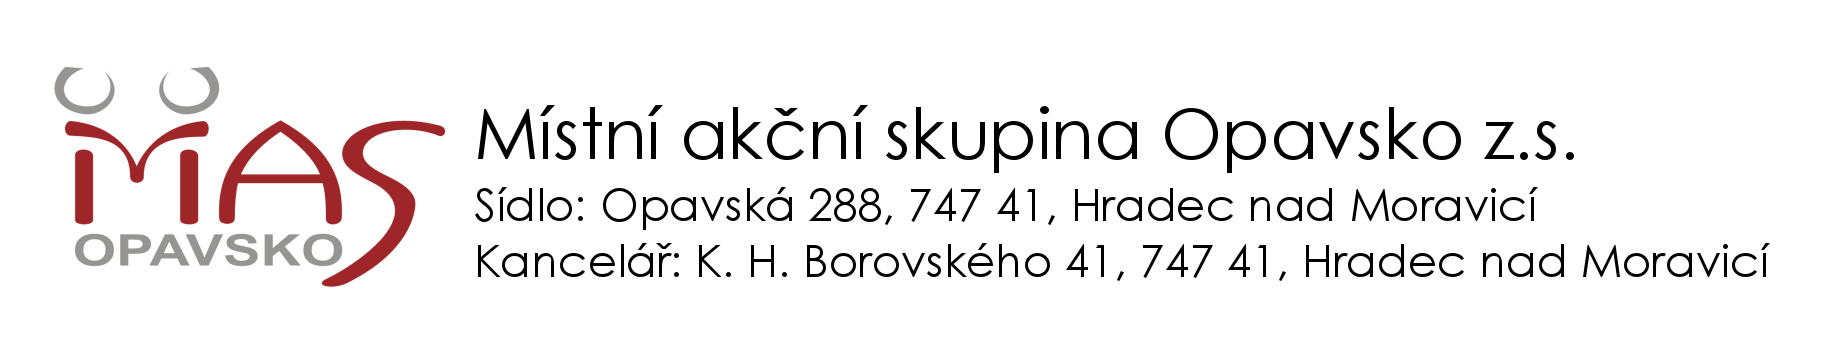 MAS
OPAVSKO
Místní akční skupina Opavsko z.s.
Sídlo: Opavská 288, 747 41, Hradec nad Moravicí
Kancelář: K. H. Borovského 41, 747 41, Hradec nad Moravicí